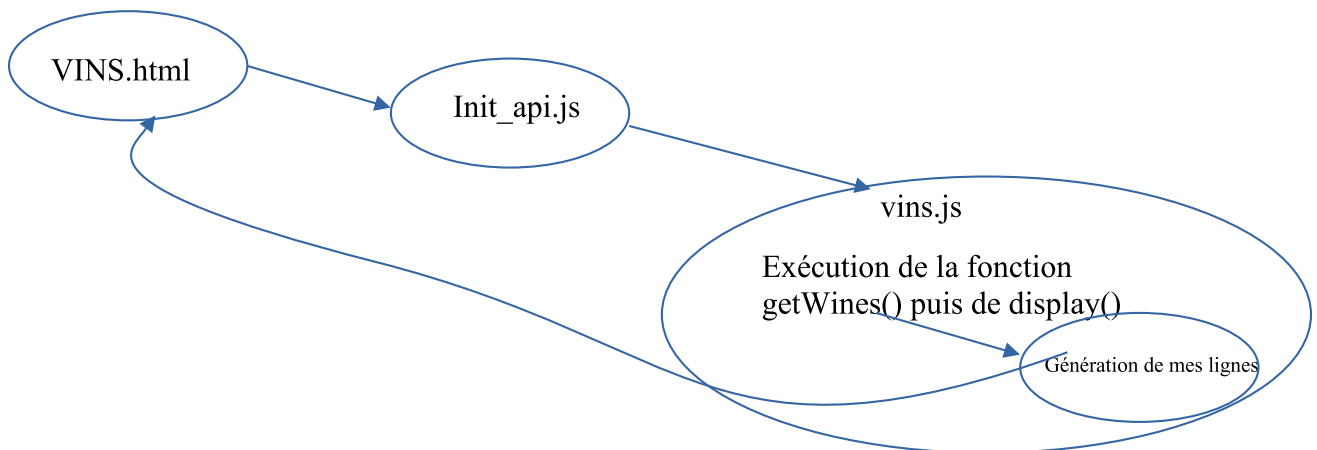 VINS.html
Init_api.js
vins.js
Exécution de la fonction
getWines() puis de display()
Génération de mes lignes